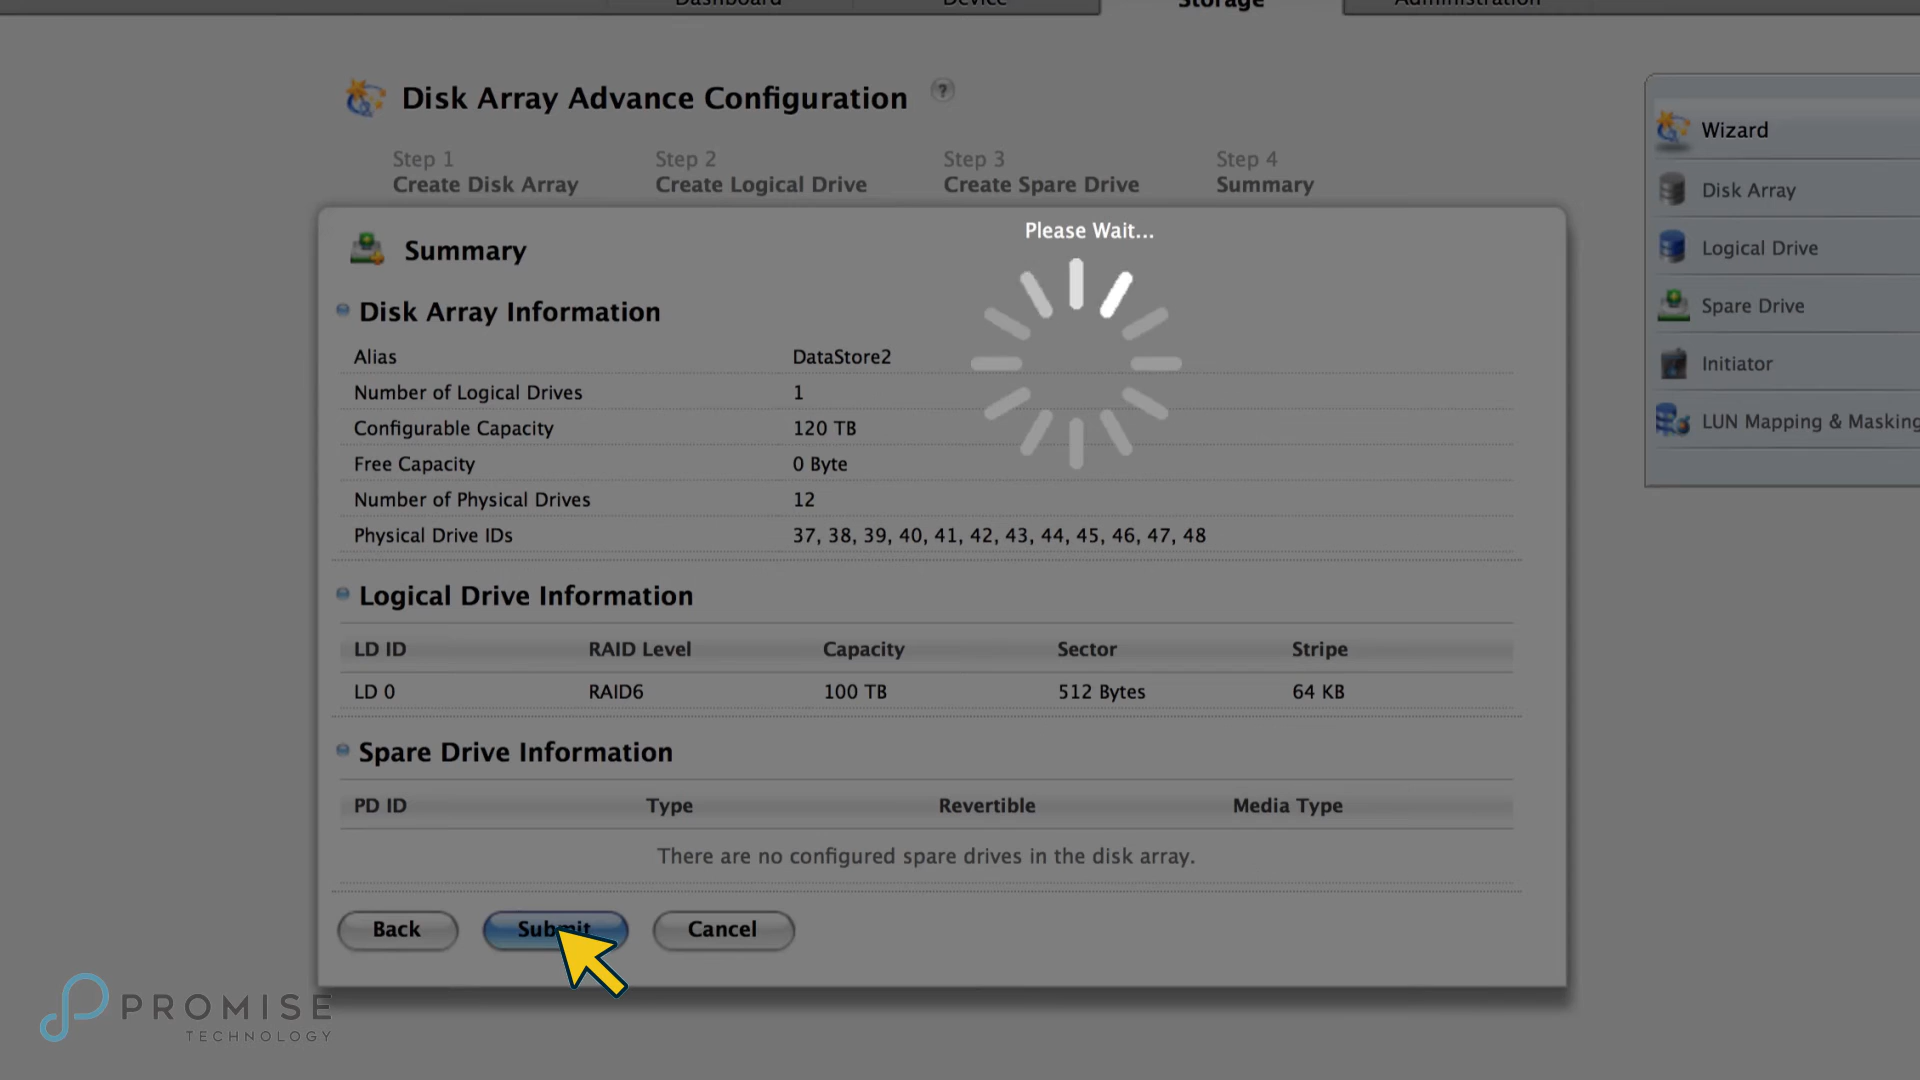 Dashboard
Device
Storage
Administration
Disk Array Advance Configuration
?
Step 1
Create Disk Array
Step 2
Create Logical Drive
Step 3
Create Spare Drive
Step 4
Summary
Please Wait...
Summary
Disk Array Information
Alias DataStore2
Number of Logical Drives 1
Configurable Capacity 120 TB
Free Capacity 0 Byte
Number of Physical Drives 12
Physical Drive IDs 37, 38, 39, 40, 41, 42, 43, 44, 45, 46, 47, 48
Logical Drive Information
LD ID RAID Level Capacity Sector Stripe
LD 0 RAID6 100 TB 512 Bytes 64 KB
Spare Drive Information
PD ID Type Revertible Media Type
There are no configured spare drives in the disk array.
Back
Submit
Cancel
Wizard
Disk Array
Logical Drive
Spare Drive
Initiator
LUN Mapping & Masking
PROMISE
TECHNOLOGY